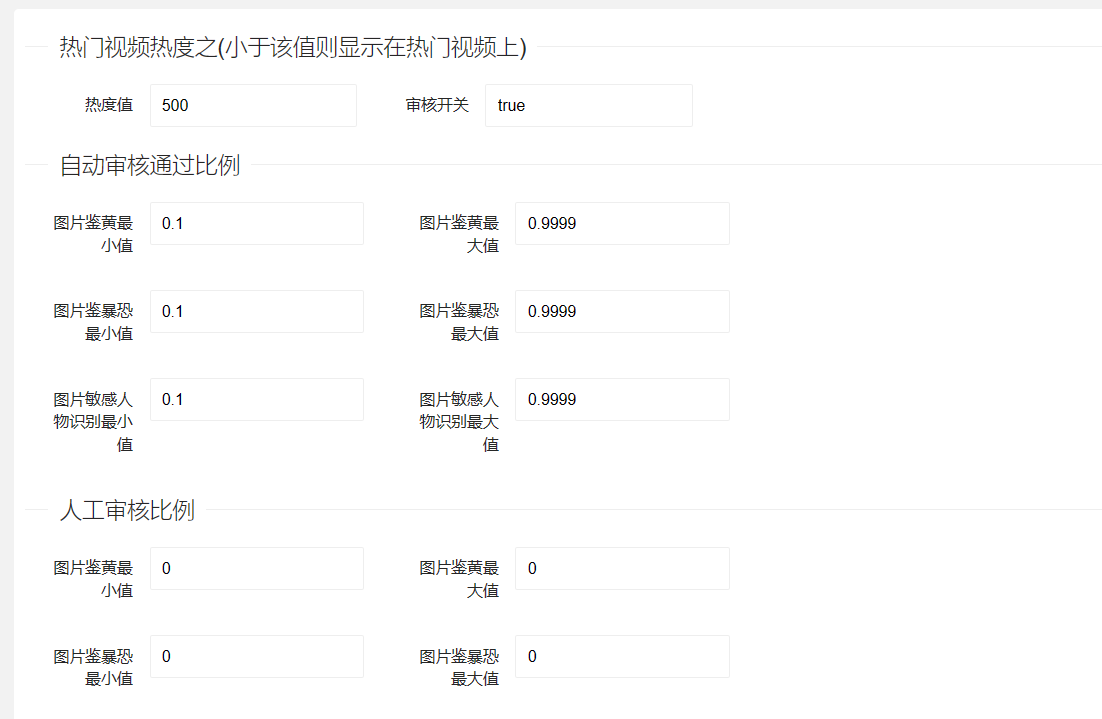 热门视频热度之(小于该值则显示在热门视频上)
热度值 500 审核开关 true
自动审核通过比例
图片鉴黄最小值 0.1 图片鉴黄最大值 0.9999
图片鉴暴恐最小值 0.1 图片鉴暴恐最大值 0.9999
图片敏感人物识别最小值 0.1 图片敏感人物识别最大值 0.9999
人工审核比例
图片鉴黄最小值 0 图片鉴黄最大值 0
图片鉴暴恐最小值 0 图片鉴暴恐最大值 0